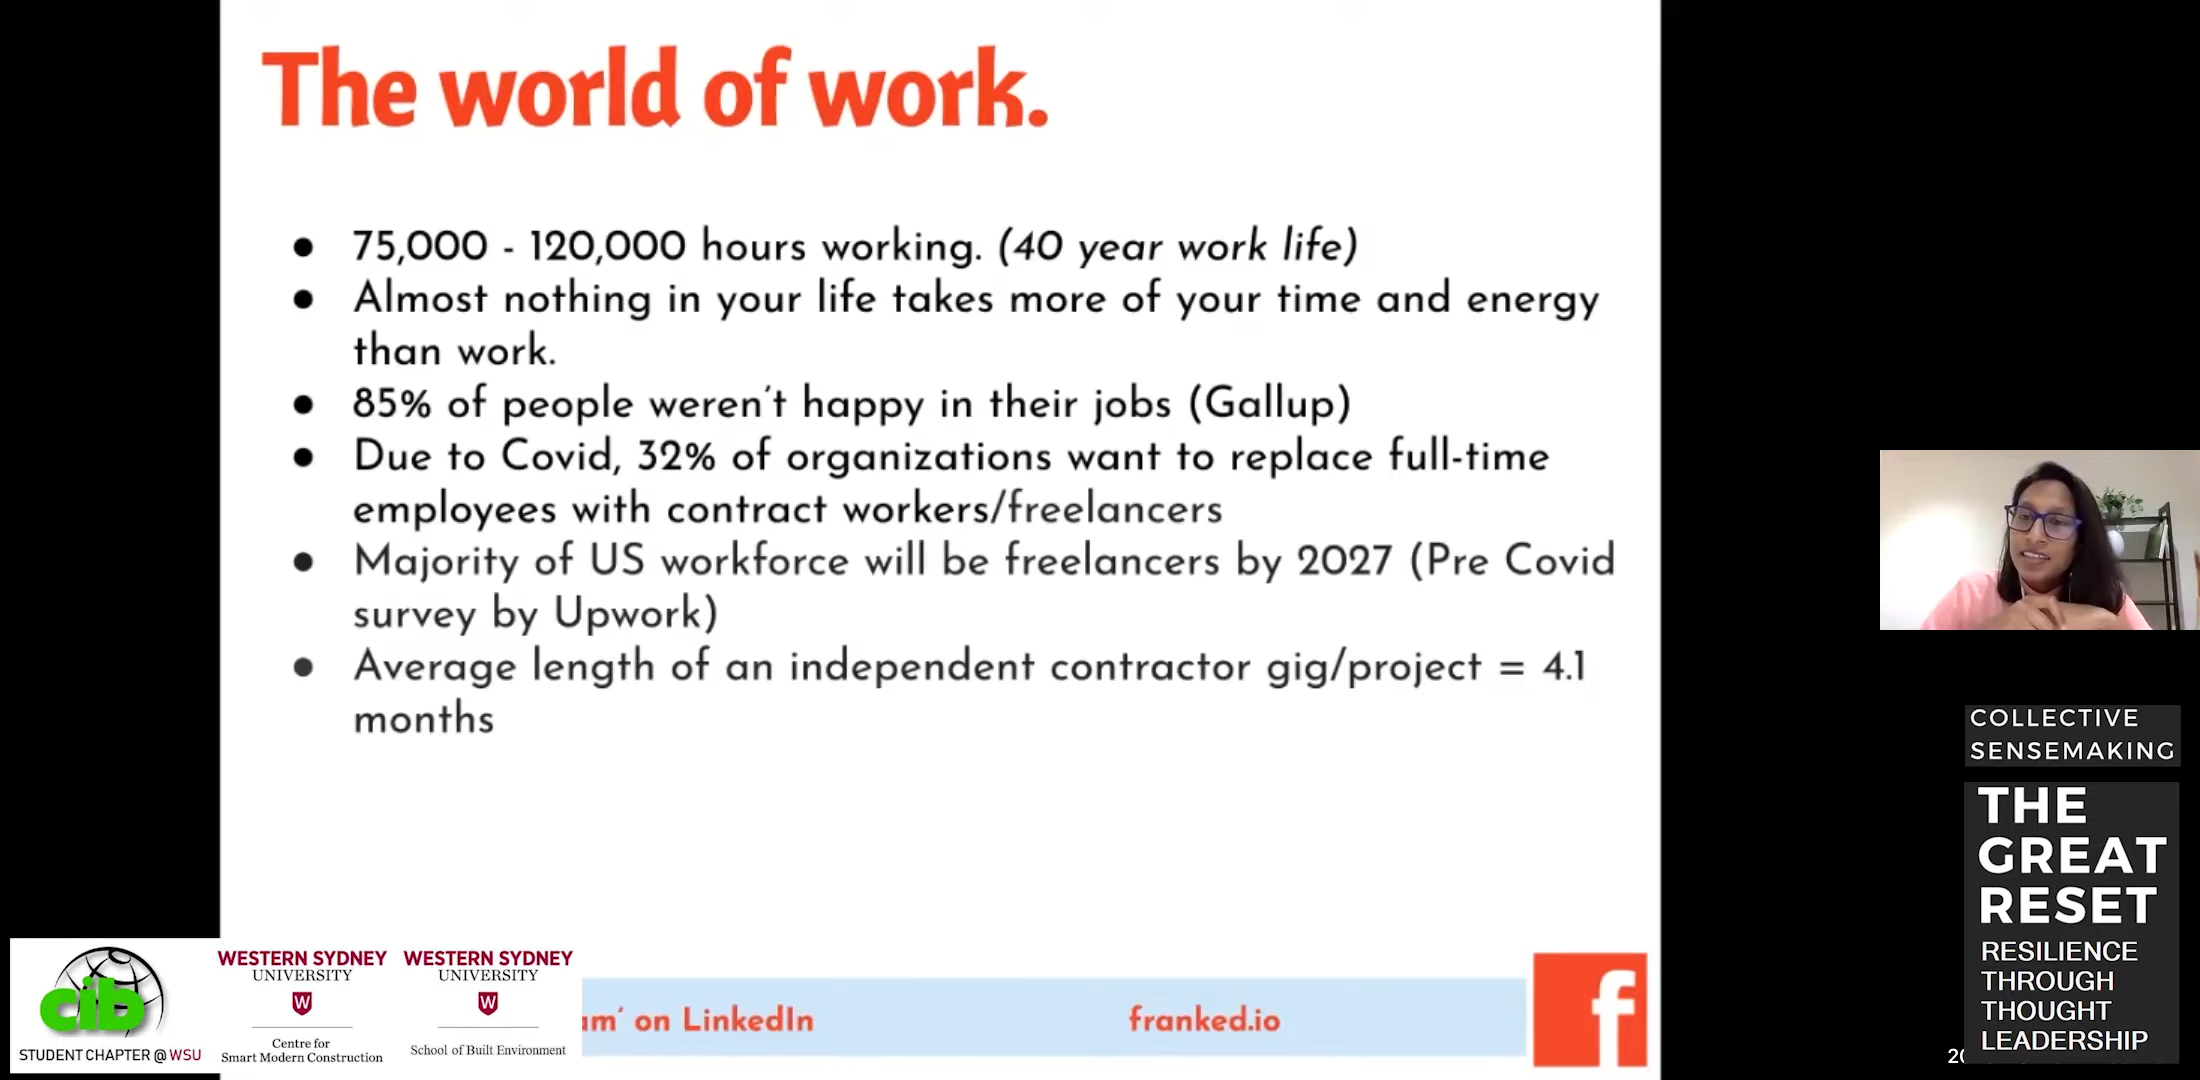 The world of work.
● 75,000 - 120,000 hours working. (40 year work life)
● Almost nothing in your life takes more of your time and energy
than work.
● 85% of people weren't happy in their jobs (Gallup)
● Due to Covid, 32% of organizations want to replace full-time
employees with contract workers/freelancers
● Majority of US workforce will be freelancers by 2027 (Pre Covid
survey by Upwork)
● Average length of an independent contractor gig/project = 4.1
months
COLLECTIVE
SENSEMAKING
THE
GREAT
RESET
RESILIENCE
THROUGH
THOUGHT
LEADERSHIP
cib
STUDENT CHAPTER @ WSU
WESTERN SYDNEY
UNIVERSITY
W
Centre for
Smart Modern Construction
WESTERN SYDNEY
UNIVERSITY
W
School of Built Environment
' on LinkedIn
franked.io
f